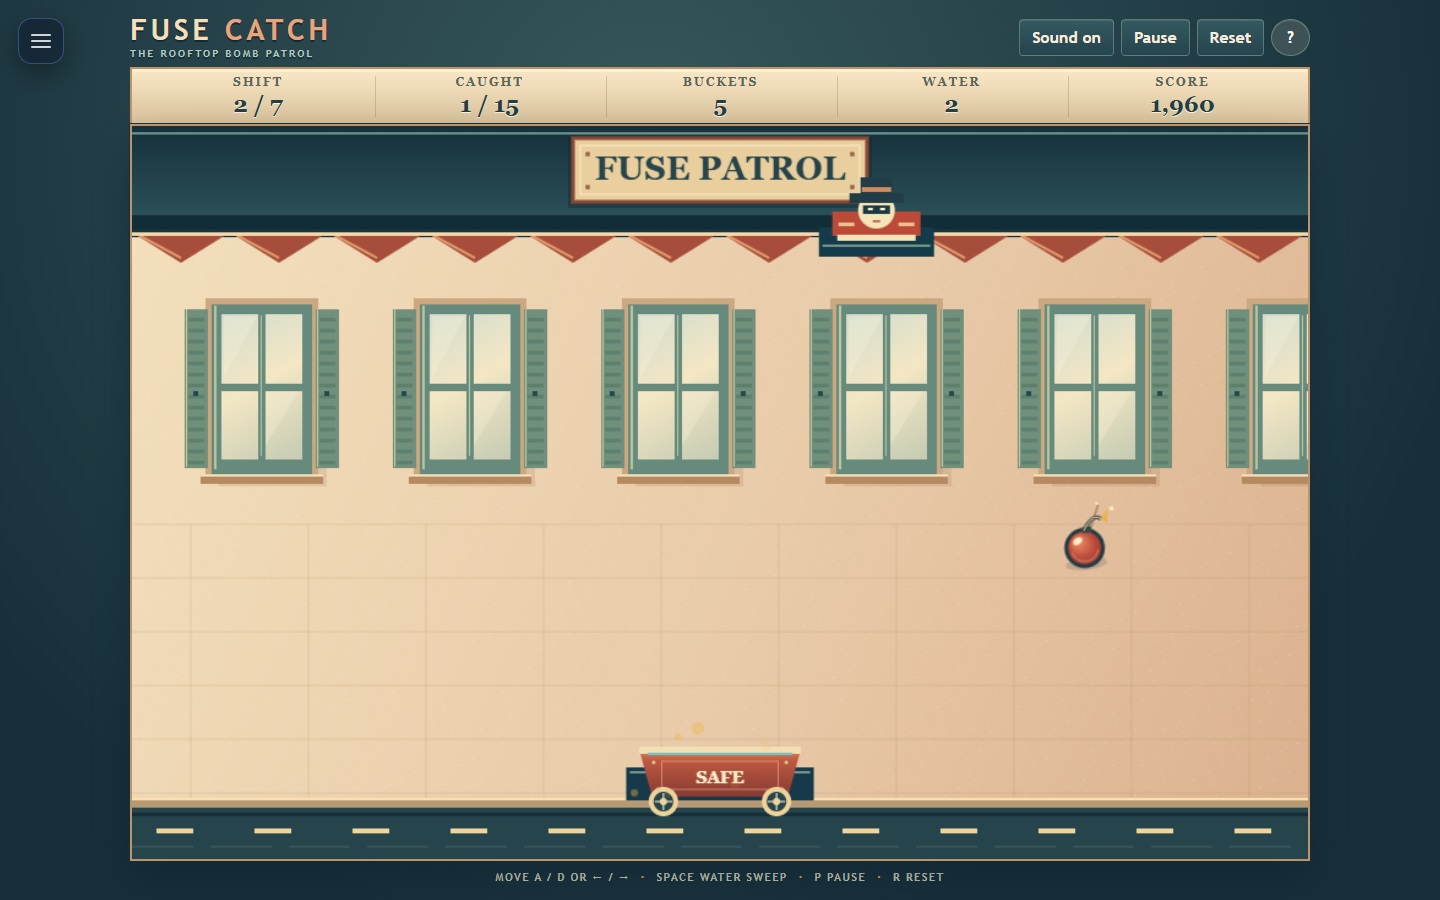 FUSE CATCH
THE ROOFTOP BOMB PATROL
Sound on
Pause
Reset
?
SHIFT
2 / 7
CAUGHT
1 / 15
BUCKETS
5
WATER
2
SCORE
1,960
FUSE PATROL
SAFE
MOVE A / D OR ← / → · SPACE WATER SWEEP · P PAUSE · R RESET